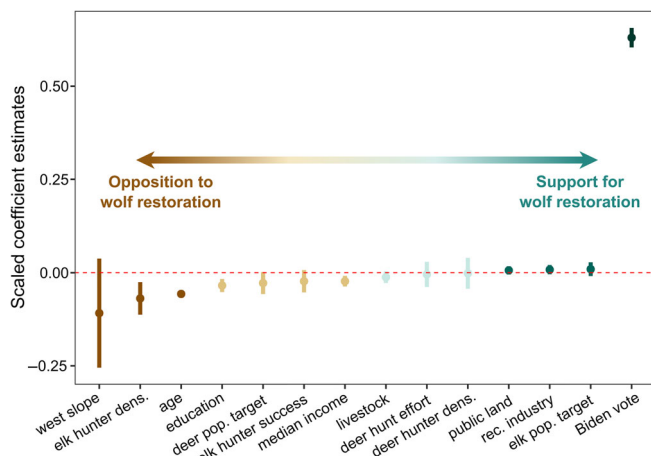 Scaled coefficient estimates
0.50
0.25
0.00
−0.25
Opposition to
wolf restoration
Support for
wolf restoration
west slope
elk hunter dens.
age
education
deer pop. target
elk hunter success
median income
livestock
deer hunt effort
deer hunter dens.
public land
rec. industry
elk pop. target
Biden vote